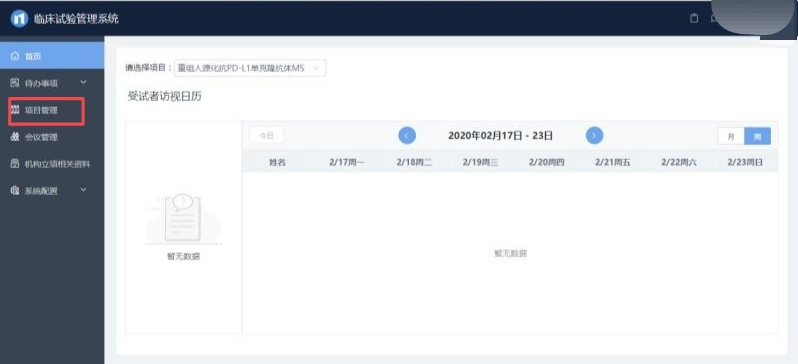 临床试验管理系统
首页
待办事项
项目管理
会议管理
机构立项相关资料
系统配置
请选择项目： 重组人源化抗PD-L1单克隆抗体MS
受试者访视日历
今日 2020年02月17日 - 23日 月 周
姓名 2/17周一 2/18周二 2/19周三 2/20周四 2/21周五 2/22周六 2/23周日
暂无数据
暂无数据